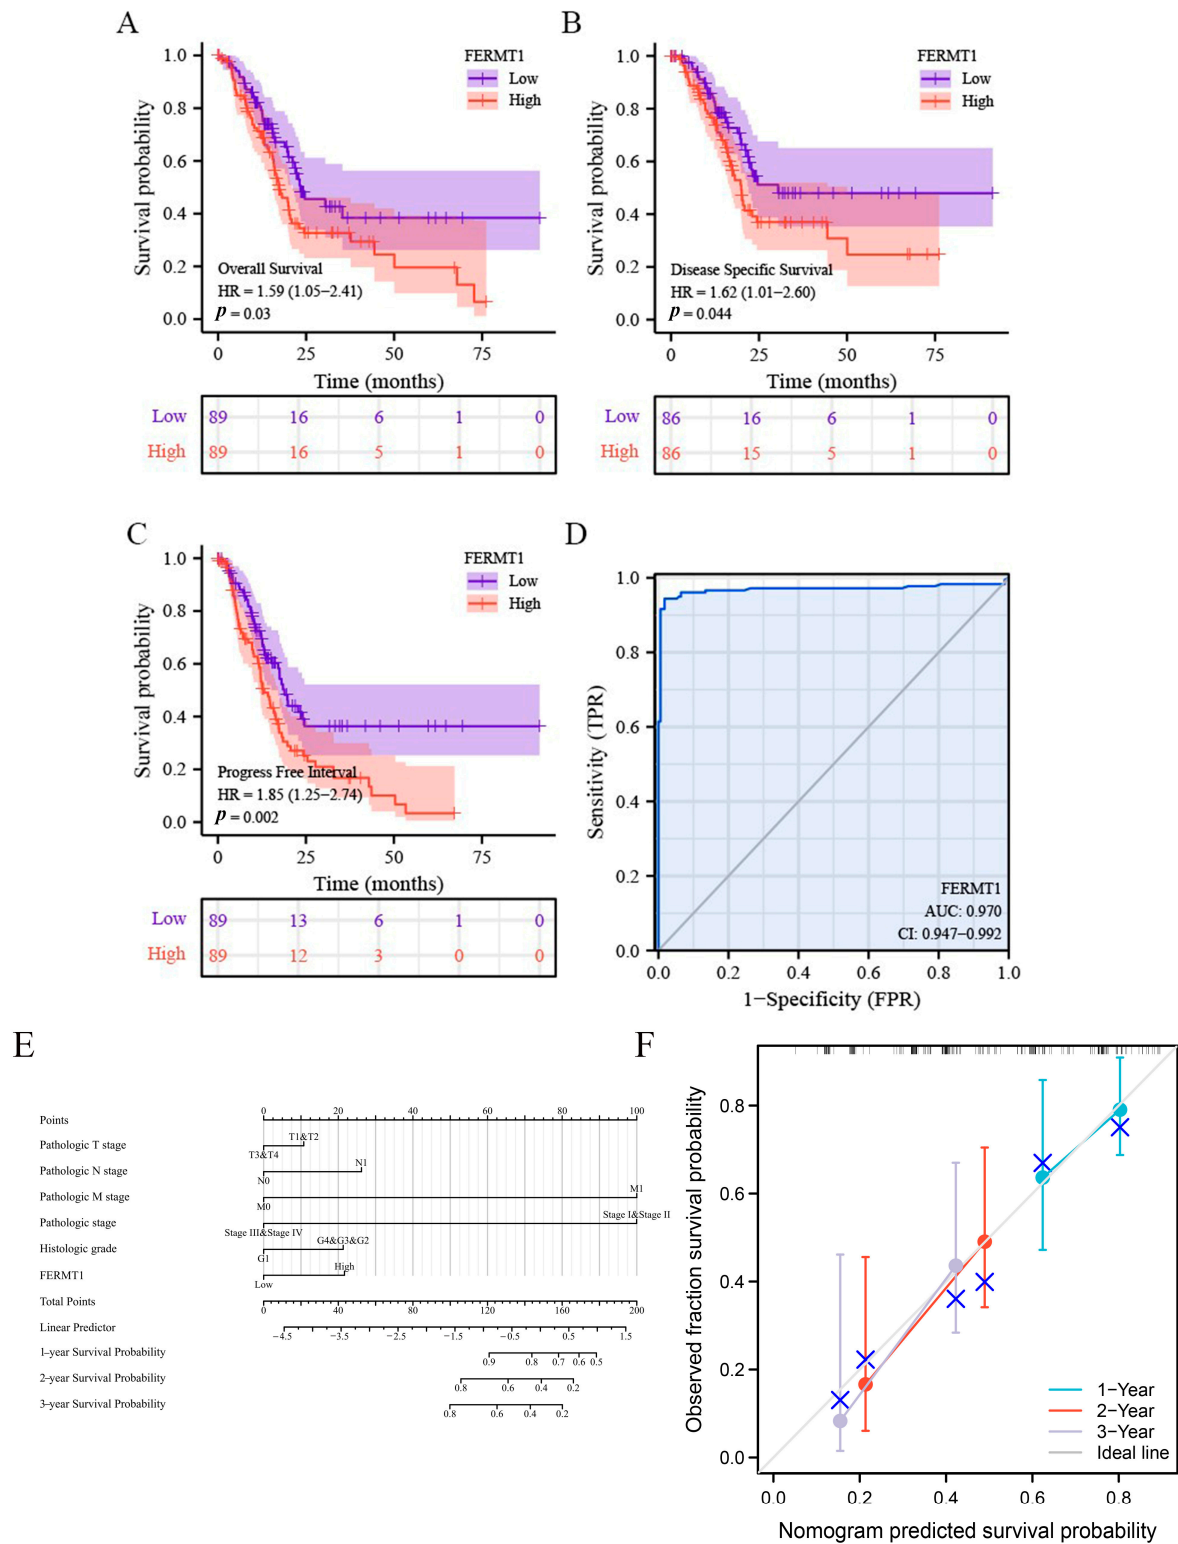 A
Survival probability
1.0
0.8
0.6
0.4
0.2
0.0
FERMT1
Low
High
Overall Survival
HR = 1.59 (1.05−2.41)
p = 0.03
0 25 50 75
Time (months)
Low 89 16 6 1 0
High 89 16 5 1 0
B
Survival probability
1.0
0.8
0.6
0.4
0.2
0.0
FERMT1
Low
High
Disease Specific Survival
HR = 1.62 (1.01−2.60)
p = 0.044
0 25 50 75
Time (months)
86 16 6 1 0
86 15 5 1 0
C
Survival probability
1.0
0.8
0.6
0.4
0.2
0.0
FERMT1
Low
High
Progress Free Interval
HR = 1.85 (1.25−2.74)
p = 0.002
0 25 50 75
Time (months)
Low 89 13 6 1 0
High 89 12 3 0 0
D
Sensitivity (TPR)
1.0
0.8
0.6
0.4
0.2
0.0
FERMT1
AUC: 0.970
CI: 0.947−0.992
0.0 0.2 0.4 0.6 0.8 1.0
1−Specificity (FPR)
E
Points
0 20 40 60 80 100
Pathologic T stage
T1&T2
T3&T4
Pathologic N stage
N1
N0
Pathologic M stage
M1
M0
Pathologic stage
Stage I&Stage II
Stage III&Stage IV
Histologic grade
G4&G3&G2
G1
FERMT1
High
Low
Total Points
0 40 80 120 160 200
Linear Predictor
−4.5 −3.5 −2.5 −1.5 −0.5 0.5 1.5
1−year Survival Probability
0.9 0.8 0.7 0.6 0.5
2−year Survival Probability
0.8 0.6 0.4 0.2
3−year Survival Probability
0.8 0.6 0.4 0.2
F
Observed fraction survival probability
0.8
0.6
0.4
0.2
0.0
1−Year
2−Year
3−Year
Ideal line
0.0 0.2 0.4 0.6 0.8
Nomogram predicted survival probability